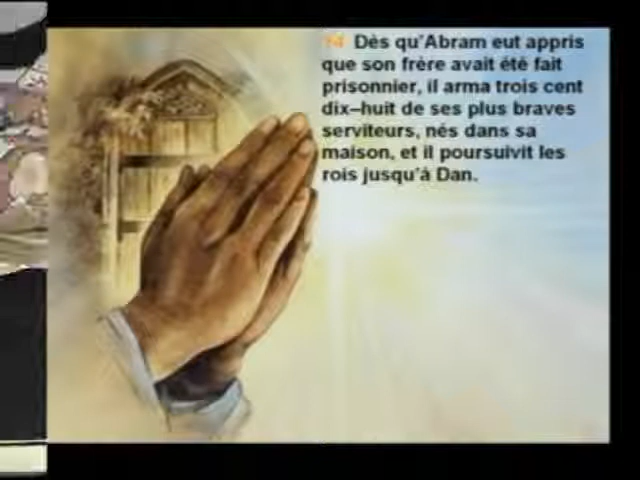 14 Dès qu'Abram eut appris
que son frère avait été fait
prisonnier, il arma trois cent
dix–huit de ses plus braves
serviteurs, nés dans sa
maison, et il poursuivit les
rois jusqu'à Dan.